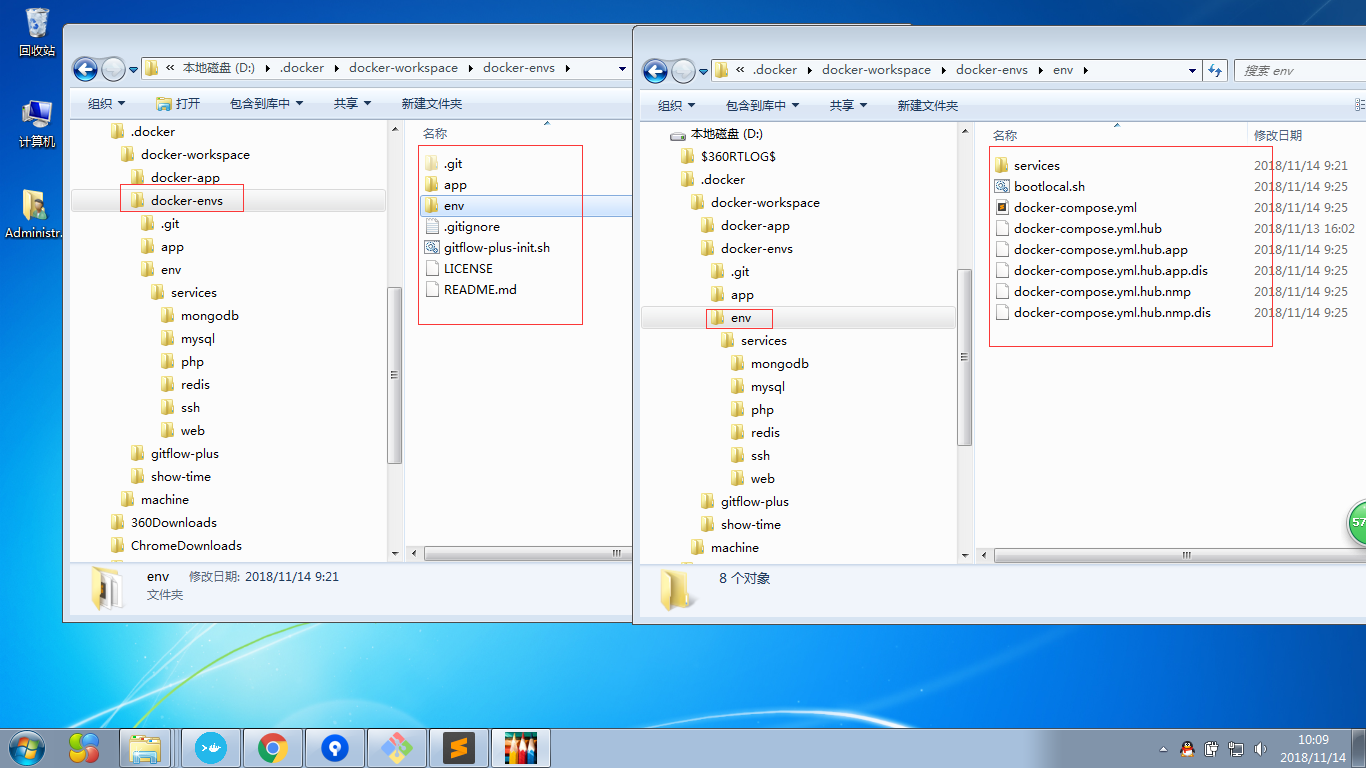 回收站
计算机
Administr...
« 本地磁盘 (D:) .docker docker-workspace docker-envs
组织 打开 包含到库中 共享 新建文件夹
.docker
docker-workspace
docker-app
docker-envs
.git
app
env
services
mongodb
mysql
php
redis
ssh
web
gitflow-plus
show-time
machine
360Downloads
ChromeDownloads
名称
.git
app
env
.gitignore
gitflow-plus-init.sh
LICENSE
README.md
env 修改日期: 2018/11/14 9:21
文件夹
« .docker docker-workspace docker-envs env
搜索 env
组织 包含到库中 共享 新建文件夹
本地磁盘 (D:)
$360RTLOG$
.docker
docker-workspace
docker-app
docker-envs
.git
app
env
services
mongodb
mysql
php
redis
ssh
web
gitflow-plus
show-time
machine
名称 修改日期
services 2018/11/14 9:21
bootlocal.sh 2018/11/14 9:25
docker-compose.yml 2018/11/14 9:25
docker-compose.yml.hub 2018/11/13 16:02
docker-compose.yml.hub.app 2018/11/14 9:25
docker-compose.yml.hub.app.dis 2018/11/14 9:25
docker-compose.yml.hub.nmp 2018/11/14 9:25
docker-compose.yml.hub.nmp.dis 2018/11/14 9:25
8 个对象
57
10:09
2018/11/14